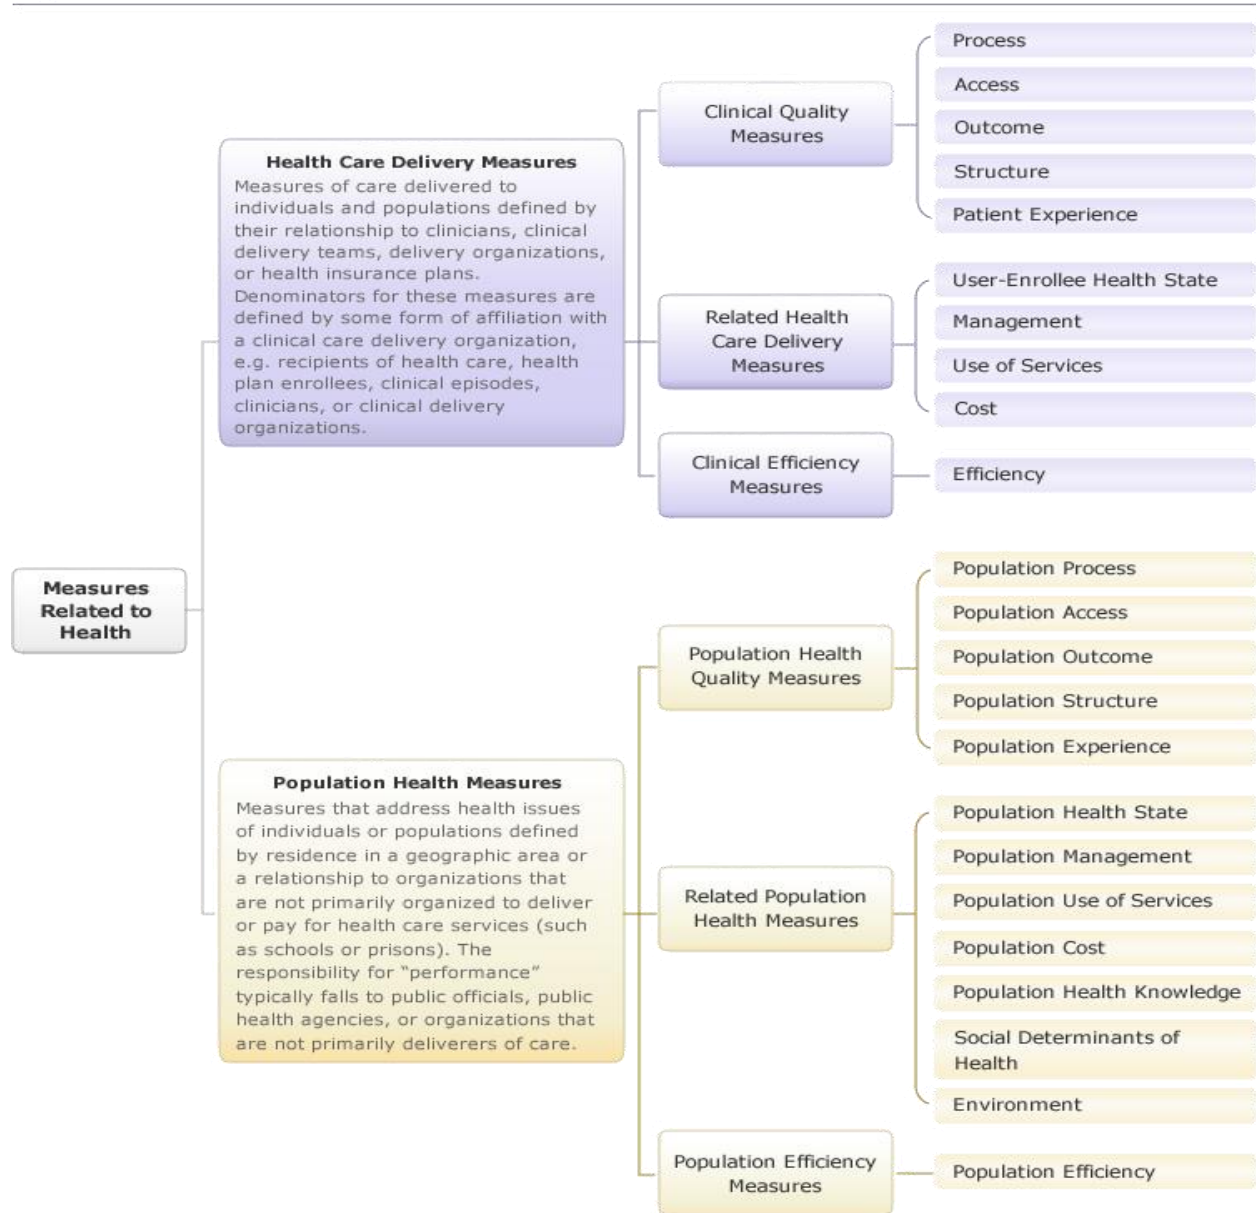 Measures
Related to
Health
Health Care Delivery Measures
Measures of care delivered to
individuals and populations defined by
their relationship to clinicians, clinical
delivery teams, delivery organizations,
or health insurance plans.
Denominators for these measures are
defined by some form of affiliation with
a clinical care delivery organization,
e.g. recipients of health care, health
plan enrollees, clinical episodes,
clinicians, or clinical delivery
organizations.
Clinical Quality
Measures
Process
Access
Outcome
Structure
Patient Experience
Related Health
Care Delivery
Measures
User-Enrollee Health State
Management
Use of Services
Cost
Clinical Efficiency
Measures
Efficiency
Population Health Measures
Measures that address health issues
of individuals or populations defined
by residence in a geographic area or
a relationship to organizations that
are not primarily organized to deliver
or pay for health care services (such
as schools or prisons). The
responsibility for “performance”
typically falls to public officials, public
health agencies, or organizations that
are not primarily deliverers of care.
Population Health
Quality Measures
Population Process
Population Access
Population Outcome
Population Structure
Population Experience
Related Population
Health Measures
Population Health State
Population Management
Population Use of Services
Population Cost
Population Health Knowledge
Social Determinants of
Health
Environment
Population Efficiency
Measures
Population Efficiency